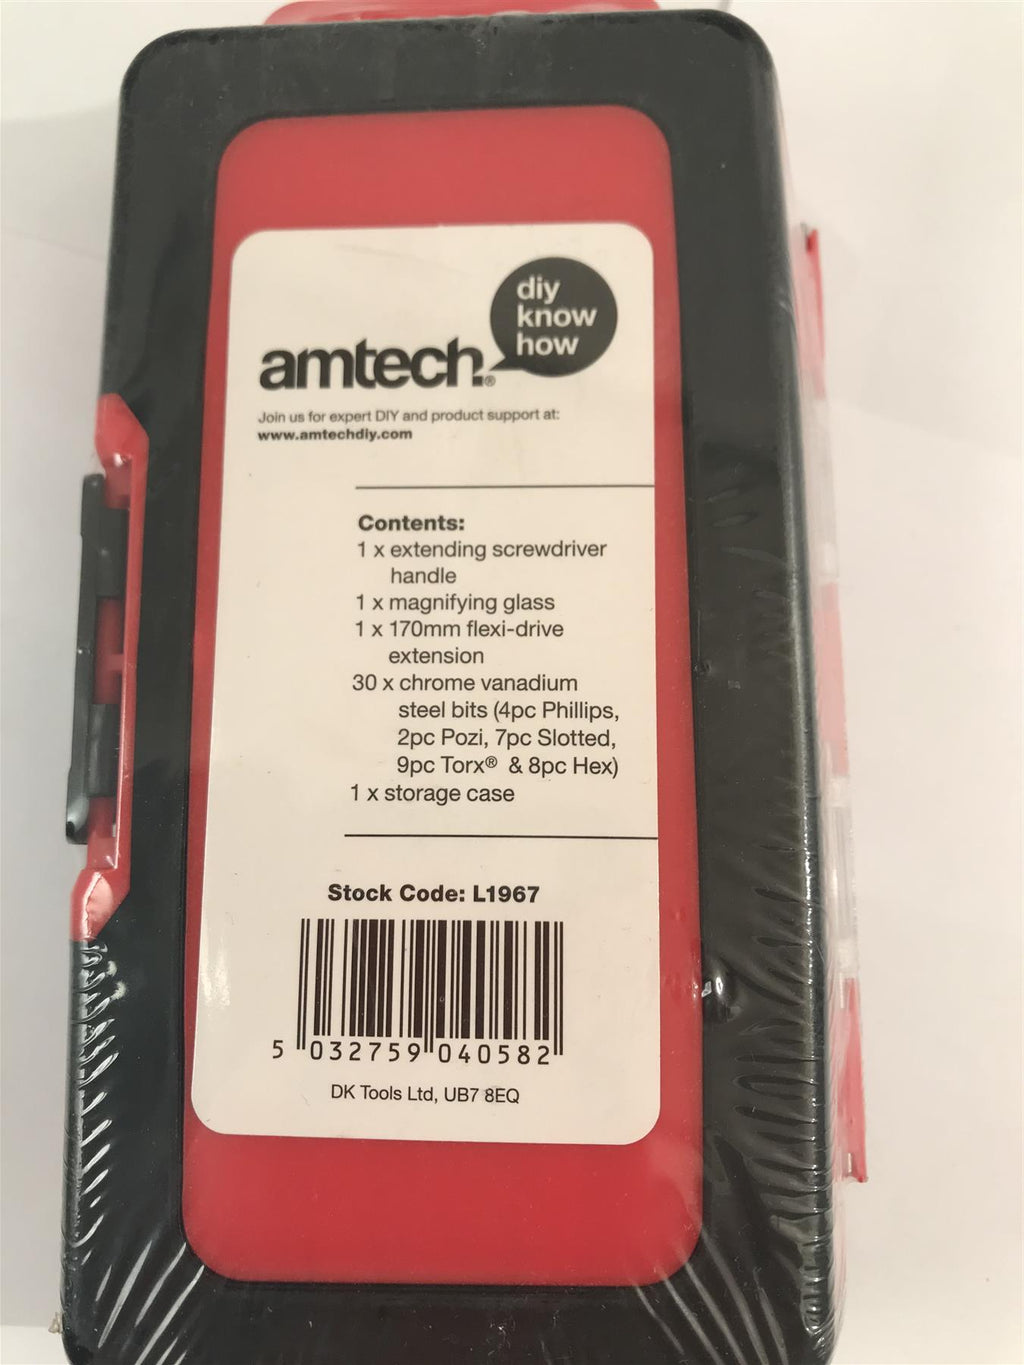 diy
know
how
amtech®
Join us for expert DIY and product support at:
www.amtechdiy.com
Contents:
1 x extending screwdriver
handle
1 x magnifying glass
1 x 170mm flexi-drive
extension
30 x chrome vanadium
steel bits (4pc Phillips,
2pc Pozi, 7pc Slotted,
9pc Torx® & 8pc Hex)
1 x storage case
Stock Code: L1967
5 032759 040582
DK Tools Ltd, UB7 8EQ